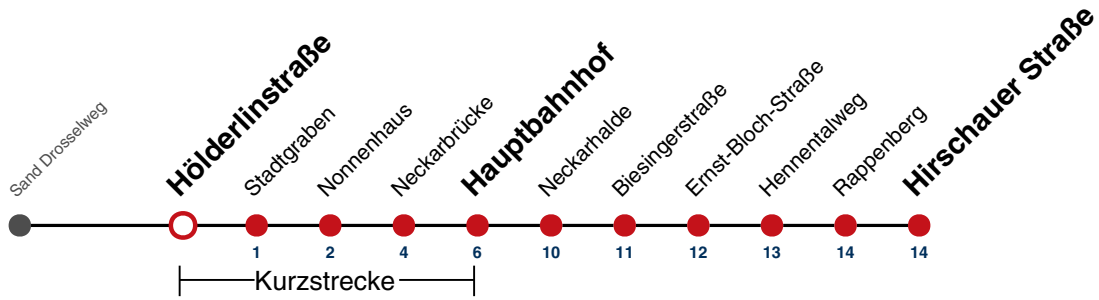 Sand Drosselweg
Hölderlinstraße
Stadtgraben
Nonnenhaus
Neckarbrücke
Hauptbahnhof
Neckarhalde
Biesingerstraße
Ernst-Bloch-Straße
Hennentalweg
Rappenberg
Hirschauer Straße
1 2 4 6 10 11 12 13 14 14
Kurzstrecke